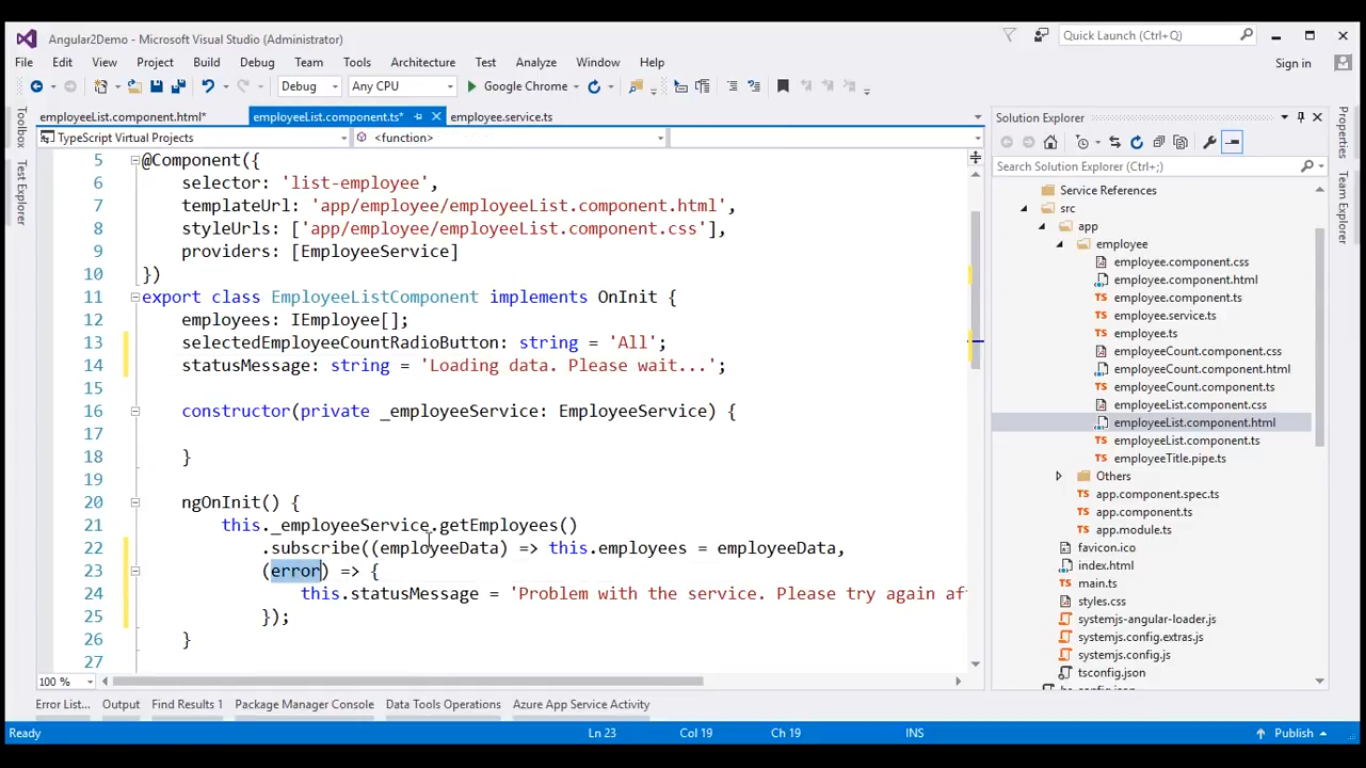 Angular2Demo - Microsoft Visual Studio (Administrator)
Quick Launch (Ctrl+Q)
File Edit View Project Build Debug Team Tools Architecture Test Analyze Window Help
Sign in
Debug Any CPU Google Chrome
employeeList.component.html* employeeList.component.ts* employee.service.ts
TypeScript Virtual Projects <function>
Toolbox
Test Explorer
5 @Component({
6 selector: 'list-employee',
7 templateUrl: 'app/employee/employeeList.component.html',
8 styleUrls: ['app/employee/employeeList.component.css'],
9 providers: [EmployeeService]
10 })
11 export class EmployeeListComponent implements OnInit {
12 employees: IEmployee[];
13 selectedEmployeeCountRadioButton: string = 'All';
14 statusMessage: string = 'Loading data. Please wait...';
15
16 constructor(private _employeeService: EmployeeService) {
17
18 }
19
20 ngOnInit() {
21 this._employeeService.getEmployees()
22 .subscribe((employeeData) => this.employees = employeeData,
23 (error) => {
24 this.statusMessage = 'Problem with the service. Please try again af
25 });
26 }
27
100 %
Solution Explorer
Search Solution Explorer (Ctrl+;)
Service References
src
app
employee
employee.component.css
employee.component.html
TS employee.component.ts
TS employee.service.ts
TS employee.ts
employeeCount.component.css
employeeCount.component.html
TS employeeCount.component.ts
employeeList.component.css
employeeList.component.html
TS employeeList.component.ts
TS employeeTitle.pipe.ts
Others
TS app.component.spec.ts
TS app.component.ts
TS app.module.ts
favicon.ico
index.html
TS main.ts
styles.css
systemjs-angular-loader.js
systemjs.config.extras.js
systemjs.config.js
tsconfig.json
Properties
Team Explorer
Error List... Output Find Results 1 Package Manager Console Data Tools Operations Azure App Service Activity
Ready Ln 23 Col 19 Ch 19 INS Publish